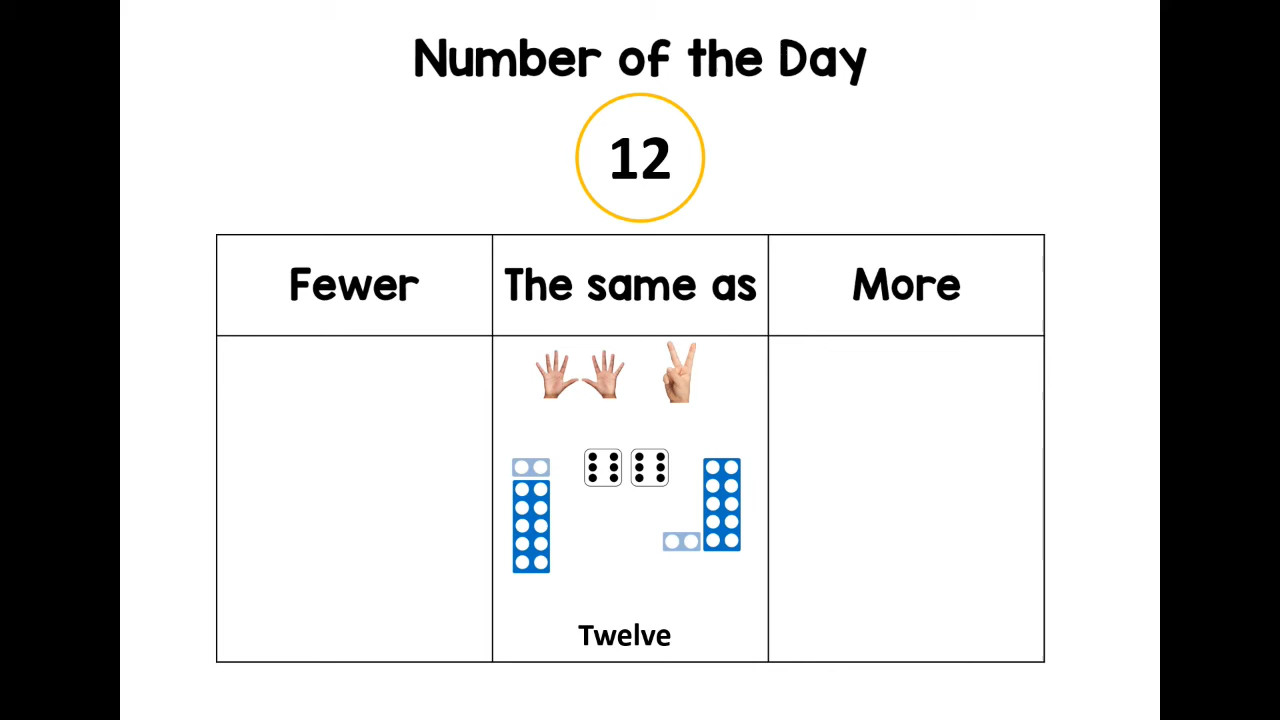 Number of the Day
12
Fewer
The same as
More
Twelve